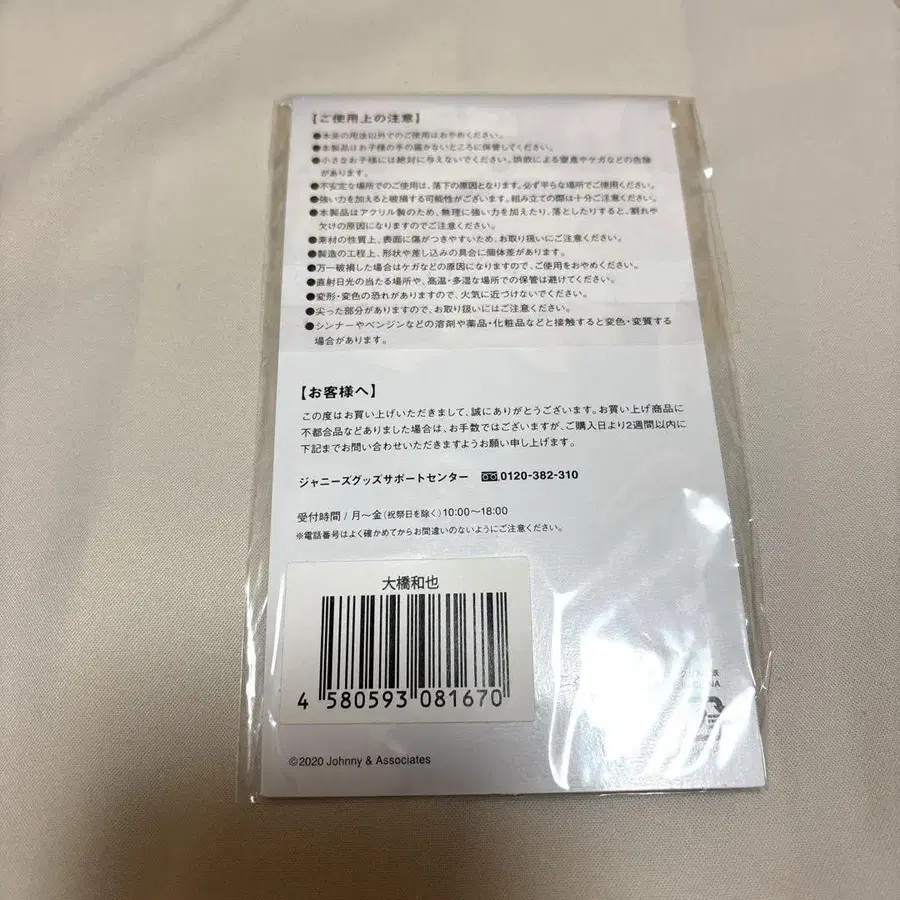 【ご使用上の注意】
●本来の用途以外でのご使用はおやめください。
●本製品はお子様の手の届かないところに保管してください。
●小さなお子様には絶対に与えないでください。誤飲による窒息やケガなどの危険
があります。
●不安定な場所でのご使用は、落下の原因となります。必ず平らな場所でご使用ください。
●強い力を加えると破損する可能性がございます。組み立ての際は十分ご注意ください。
●本製品はアクリル製のため、無理に強い力を加えたり、落としたりすると、割れや
欠けの原因になりますのでご注意ください。
●素材の性質上、表面に傷がつきやすいため、お取り扱いにご注意ください。
●製造の工程上、形状や差し込みの具合に個体差があります。
●万一破損した場合はケガなどの原因になりますので、ご使用をおやめください。
●直射日光の当たる場所や、高温・多湿な場所での保管は避けてください。
●変形・変色の恐れがありますので、火気に近づけないでください。
●尖った部分がありますので、お取り扱いにはご注意ください。
●シンナーやベンジンなどの溶剤や薬品・化粧品などと接触すると変色・変質する
場合があります。
【お客様へ】
この度はお買い上げいただきまして、誠にありがとうございます。お買い上げ商品に
不都合品などありました場合は、お手数ではございますが、ご購入日より2週間以内に
下記までお問い合わせいただきますようお願い申し上げます。
ジャニーズグッズサポートセンター 0120-382-310
受付時間 / 月〜金(祝祭日を除く)10:00〜18:00
※電話番号はよく確かめてからお間違いのないようにご注意ください。
大橋和也
4 580593 081670
©2020 Johnny & Associates